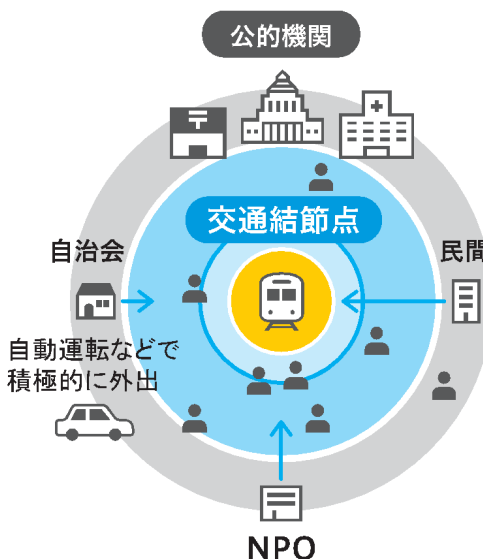 公的機関
交通結節点
自治会
民間
自動運転などで
積極的に外出
NPO